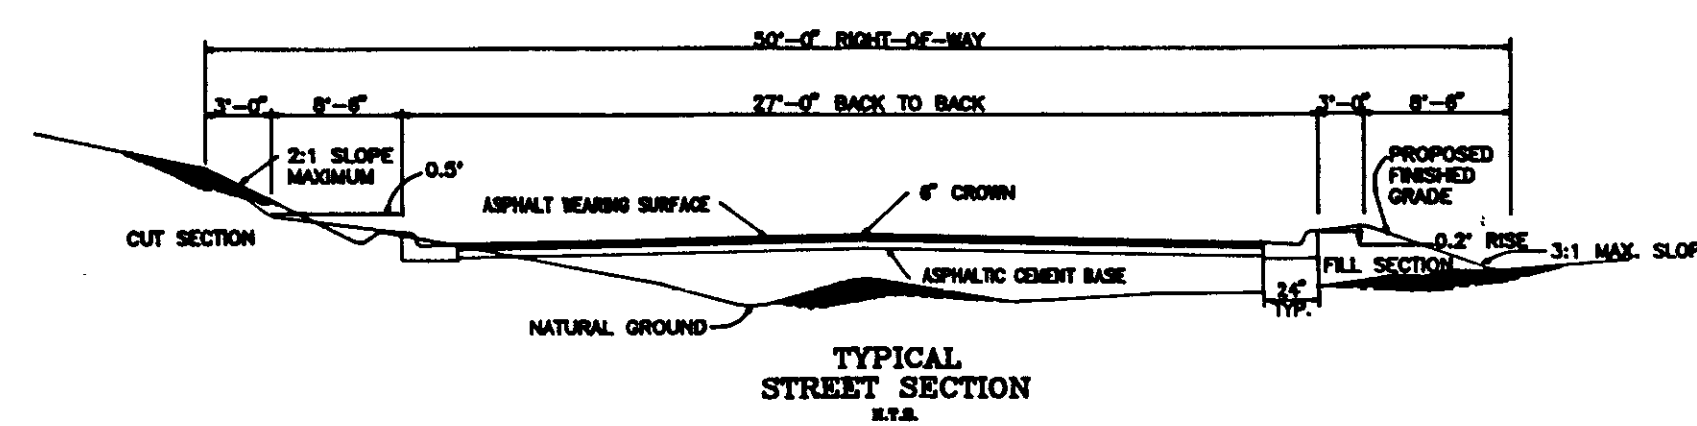 50'-0" RIGHT-OF-WAY
3'-0" 8'-6" 27'-0" BACK TO BACK 3'-0" 8'-6"
2:1 SLOPE
MAXIMUM
0.5'
ASPHALT WEARING SURFACE
6" CROWN
PROPOSED
FINISHED
GRADE
CUT SECTION
0.2' RISE
3:1 MAX. SLOP
FILL SECTION
ASPHALTIC CEMENT BASE
24"
TYP.
NATURAL GROUND
TYPICAL
STREET SECTION
N.T.S.